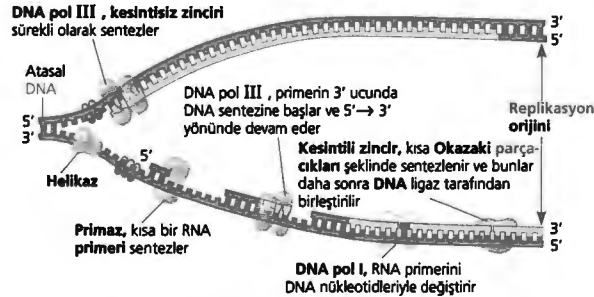 DNA pol III , kesintisiz zinciri
sürekli olarak sentezler
3'
5'
Atasal
DNA
DNA pol III , primerin 3' ucunda
DNA sentezine başlar ve 5'→ 3'
yönünde devam eder
Replikasyon
orijini
5'
3'
5'
Helikaz
Kesintili zincir, kısa Okazaki parça-
cıkları şeklinde sentezlenir ve bunlar
daha sonra DNA ligaz tarafından
birleştirilir
Primaz, kısa bir RNA
primeri sentezler
3'
5'
DNA pol I, RNA primerini
DNA nükleotidleriyle değiştirir